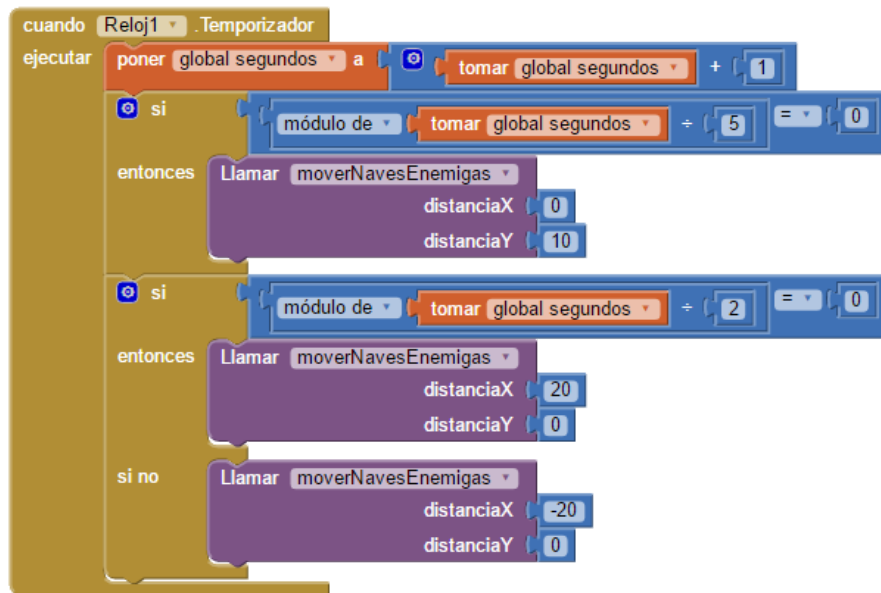 cuando Reloj1 .Temporizador
ejecutar poner global segundos a tomar global segundos + 1
si módulo de tomar global segundos ÷ 5 = 0
entonces Llamar moverNavesEnemigas
distanciaX 0
distanciaY 10
si módulo de tomar global segundos ÷ 2 = 0
entonces Llamar moverNavesEnemigas
distanciaX 20
distanciaY 0
si no Llamar moverNavesEnemigas
distanciaX -20
distanciaY 0